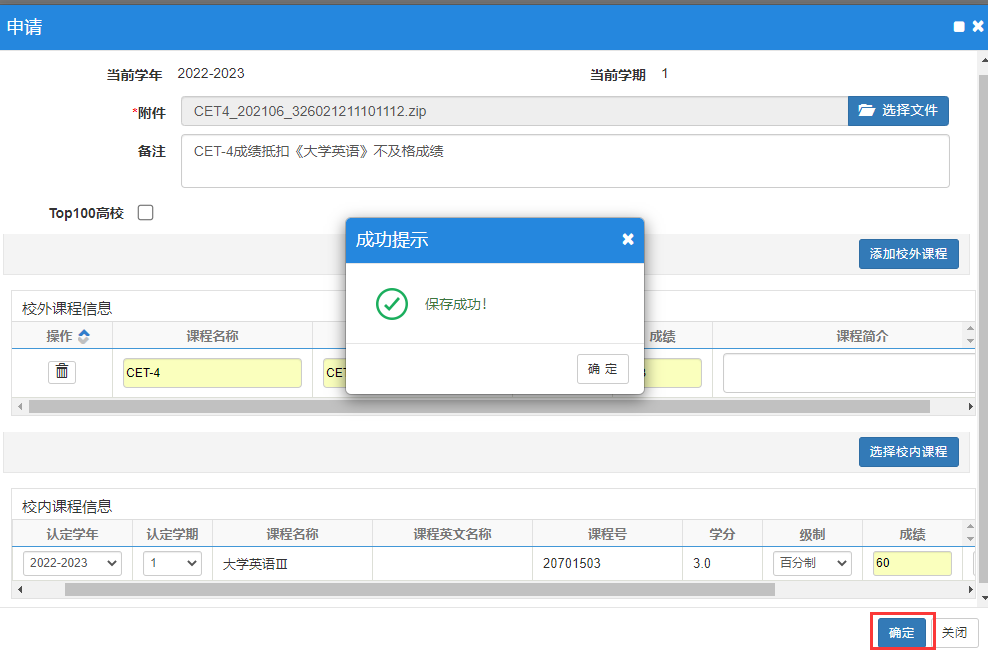 申请
当前学年 2022-2023 当前学期 1
*附件 CET4_202106_326021211101112.zip 选择文件
备注 CET-4成绩抵扣《大学英语》不及格成绩
Top100高校
成功提示
添加校外课程
保存成功!
确 定
校外课程信息
操作 课程名称 成绩 课程简介
CET-4 CET
选择校内课程
校内课程信息
认定学年 认定学期 课程名称 课程英文名称 课程号 学分 级制 成绩
2022-2023 1 大学英语Ⅲ 20701503 3.0 百分制 60
确定 关闭